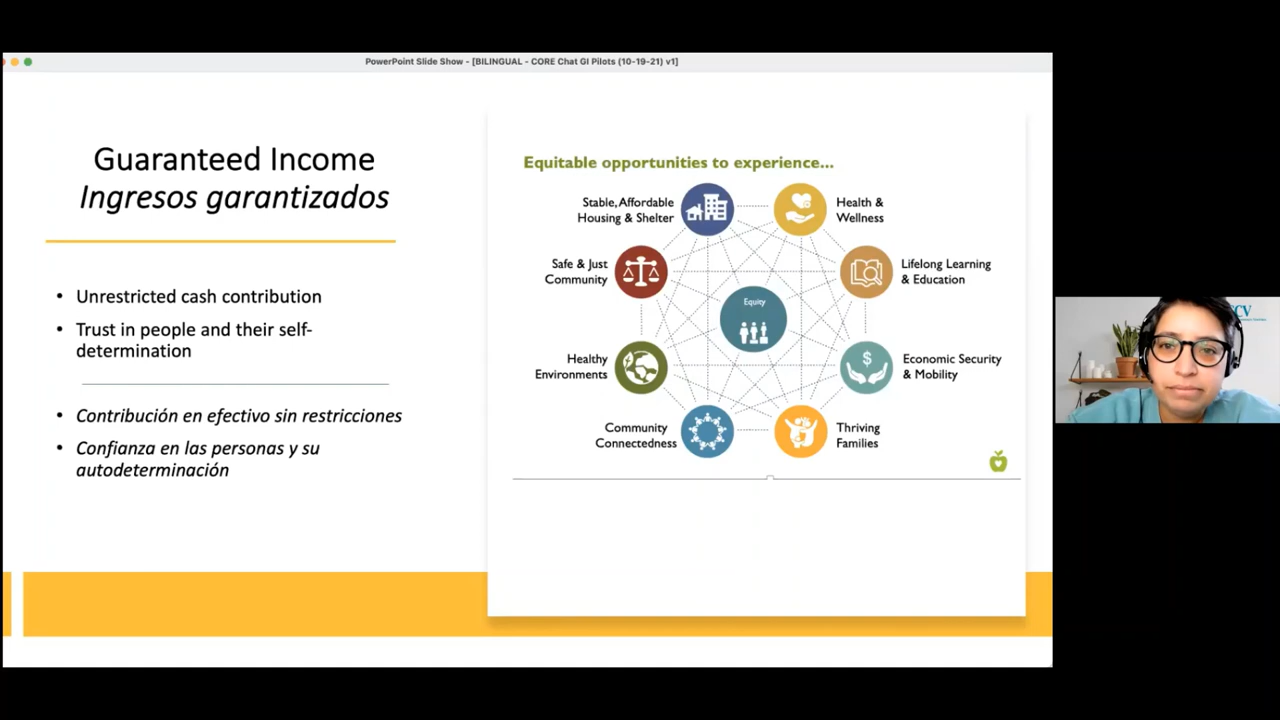 PowerPoint Slide Show - [BILINGUAL - CORE Chat GI Pilots (10-19-21) v1]
Guaranteed Income
Ingresos garantizados
• Unrestricted cash contribution
• Trust in people and their self-
determination
• Contribución en efectivo sin restricciones
• Confianza en las personas y su
autodeterminación
Equitable opportunities to experience...
Stable, Affordable
Housing & Shelter
Health &
Wellness
Safe & Just
Community
Lifelong Learning
& Education
Equity
Healthy
Environments
$
Economic Security
& Mobility
Community
Connectedness
Thriving
Families
CV